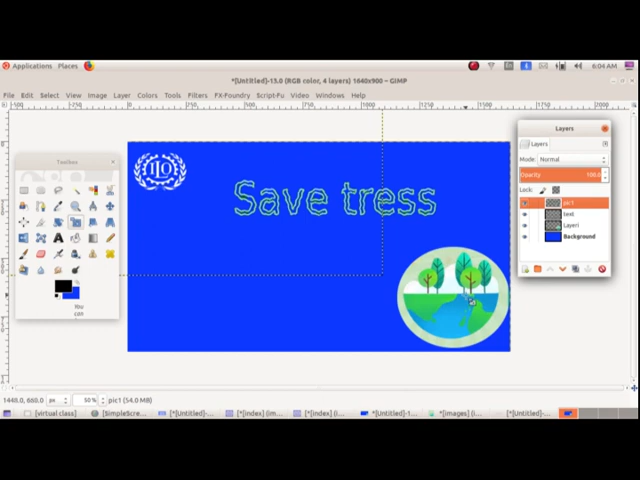 Applications Places
6:04 AM
*[Untitled]-13.0 (RGB color, 4 layers) 1640x900 – GIMP
File Edit Select View Image Layer Colors Tools Filters FX-Foundry Script-Fu Video Windows Help
Toolbox
ILO
Save tress
You
can
Layers
Layers
Mode: Normal
Opacity 100.0
Lock:
pic1
text
Layer1
Background
1440.0, 660.0 px 50% pic1 (54.0 MB)
[virtual class] [SimpleScre... [*[Untitled]-... [*[index] (im... [*[index] (i... *[Untitled]-1... *[images] (i... [*[Untitled]-...